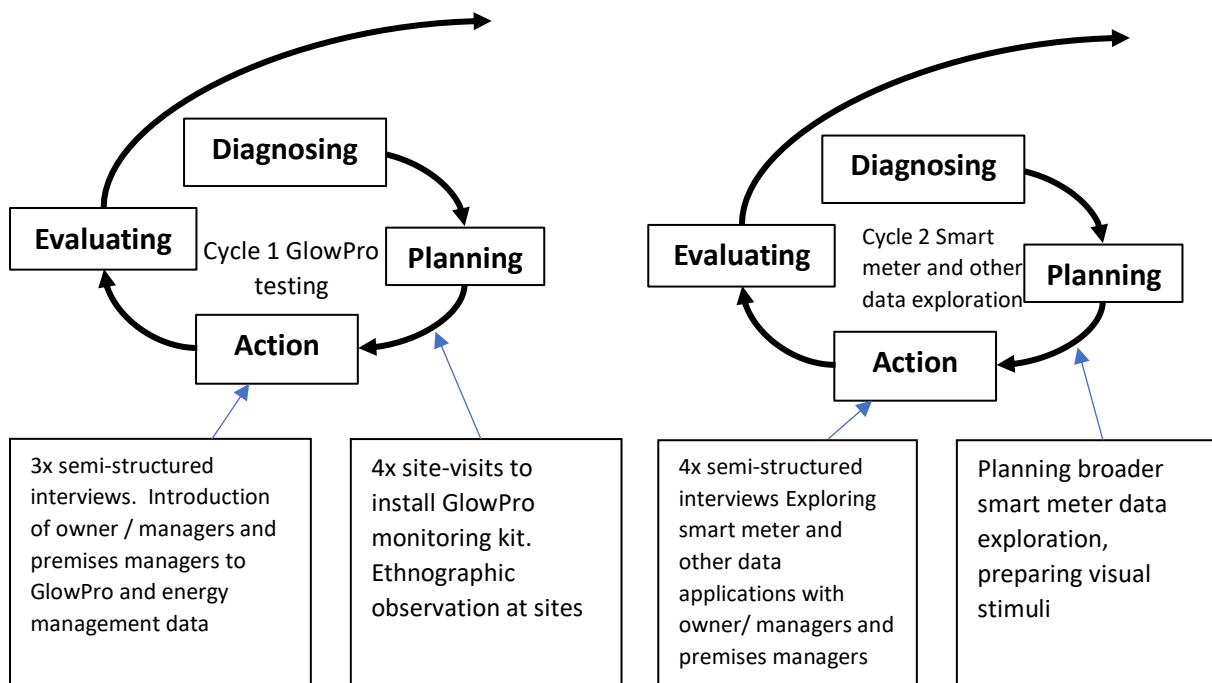 Diagnosing
Evaluating
Cycle 1 GlowPro
testing
Planning
Action
3x semi-structured
interviews.  Introduction
of owner / managers and
premises managers to
GlowPro and energy
management data
4x site-visits to
install GlowPro
monitoring kit.
Ethnographic
observation at sites
Diagnosing
Evaluating
Cycle 2 Smart
meter and other
data exploration
Planning
Action
4x semi-structured
interviews Exploring
smart meter and
other data
applications with
owner/ managers and
premises managers
Planning broader
smart meter data
exploration,
preparing visual
stimuli